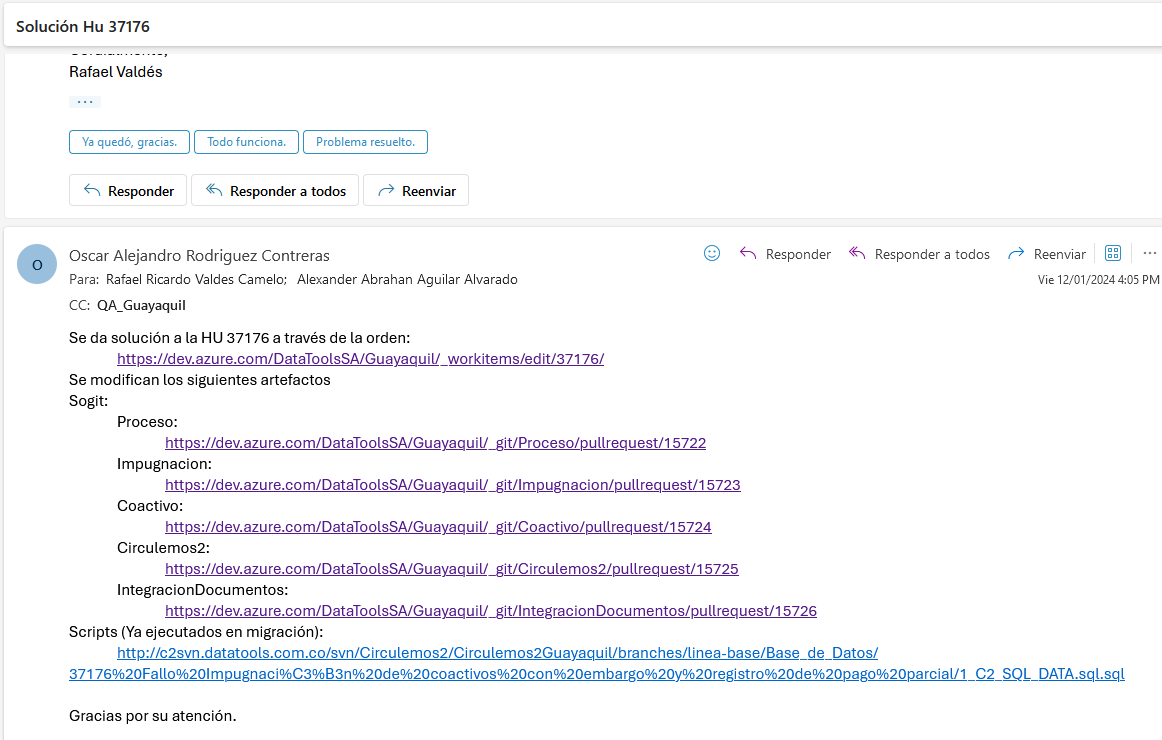 Solución Hu 37176
Cordialmente,
Rafael Valdés
...
Ya quedó, gracias. Todo funciona. Problema resuelto.
Responder Responder a todos Reenviar
O
Oscar Alejandro Rodriguez Contreras
Responder Responder a todos Reenviar ...
Para: Rafael Ricardo Valdes Camelo; Alexander Abrahan Aguilar Alvarado
Vie 12/01/2024 4:05 PM
CC: QA_Guayaquil
Se da solución a la HU 37176 a través de la orden:
https://dev.azure.com/DataToolsSA/Guayaquil/_workitems/edit/37176/
Se modifican los siguientes artefactos
Sogit:
Proceso:
https://dev.azure.com/DataToolsSA/Guayaquil/_git/Proceso/pullrequest/15722
Impugnacion:
https://dev.azure.com/DataToolsSA/Guayaquil/_git/Impugnacion/pullrequest/15723
Coactivo:
https://dev.azure.com/DataToolsSA/Guayaquil/_git/Coactivo/pullrequest/15724
Circulemos2:
https://dev.azure.com/DataToolsSA/Guayaquil/_git/Circulemos2/pullrequest/15725
IntegracionDocumentos:
https://dev.azure.com/DataToolsSA/Guayaquil/_git/IntegracionDocumentos/pullrequest/15726
Scripts (Ya ejecutados en migración):
http://c2svn.datatools.com.co/svn/Circulemos2/Circulemos2Guayaquil/branches/linea-base/Base_de_Datos/
37176%20Fallo%20Impugnaci%C3%B3n%20de%20coactivos%20con%20embargo%20y%20registro%20de%20pago%20parcial/1_C2_SQL_DATA.sql.sql
Gracias por su atención.